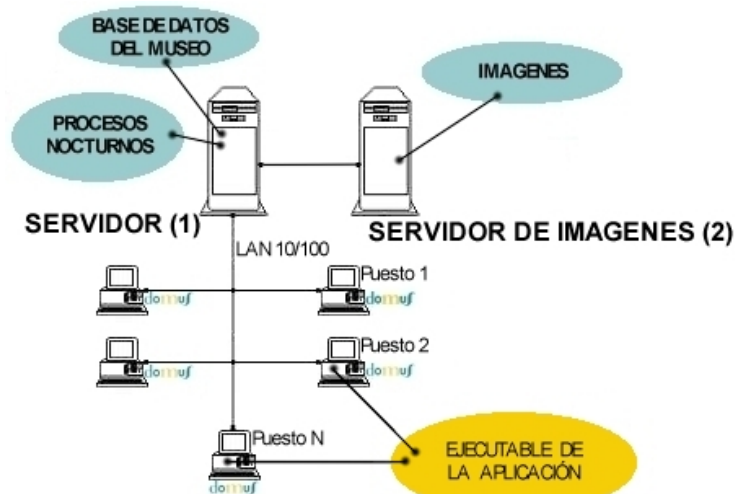 BASE DE DATOS
DEL MUSEO
IMAGENES
PROCESOS
NOCTURNOS
SERVIDOR (1)
SERVIDOR DE IMAGENES (2)
LAN 10/100
Puesto 1
domus
domus
Puesto 2
domus
domus
Puesto N
domus
EJECUTABLE DE
LA APLICACIÓN